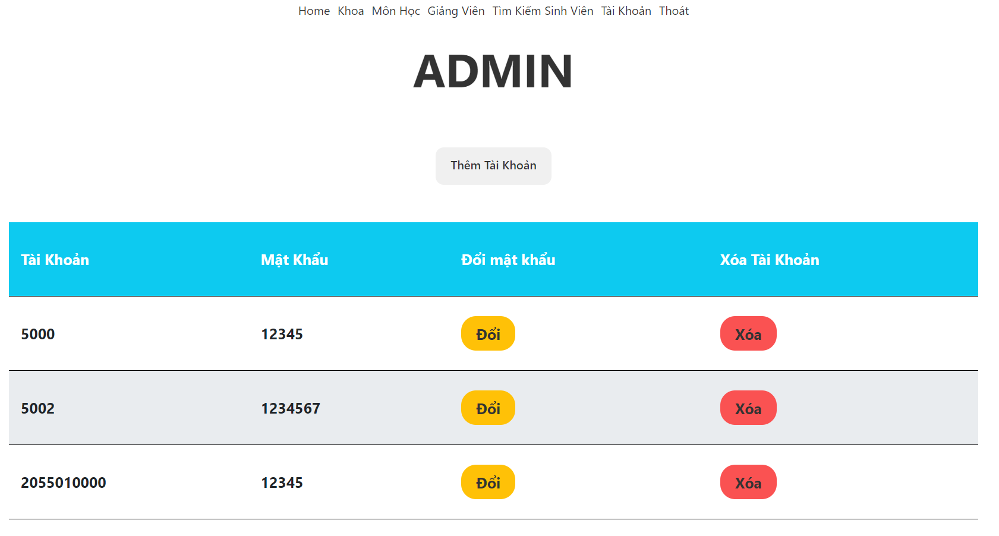 Home Khoa Môn Học Giảng Viên Tìm Kiếm Sinh Viên Tài Khoản Thoát
ADMIN
Thêm Tài Khoản
Tài Khoản Mật Khẩu Đổi mật khẩu Xóa Tài Khoản
5000 12345 Đổi Xóa
5002 1234567 Đổi Xóa
2055010000 12345 Đổi Xóa